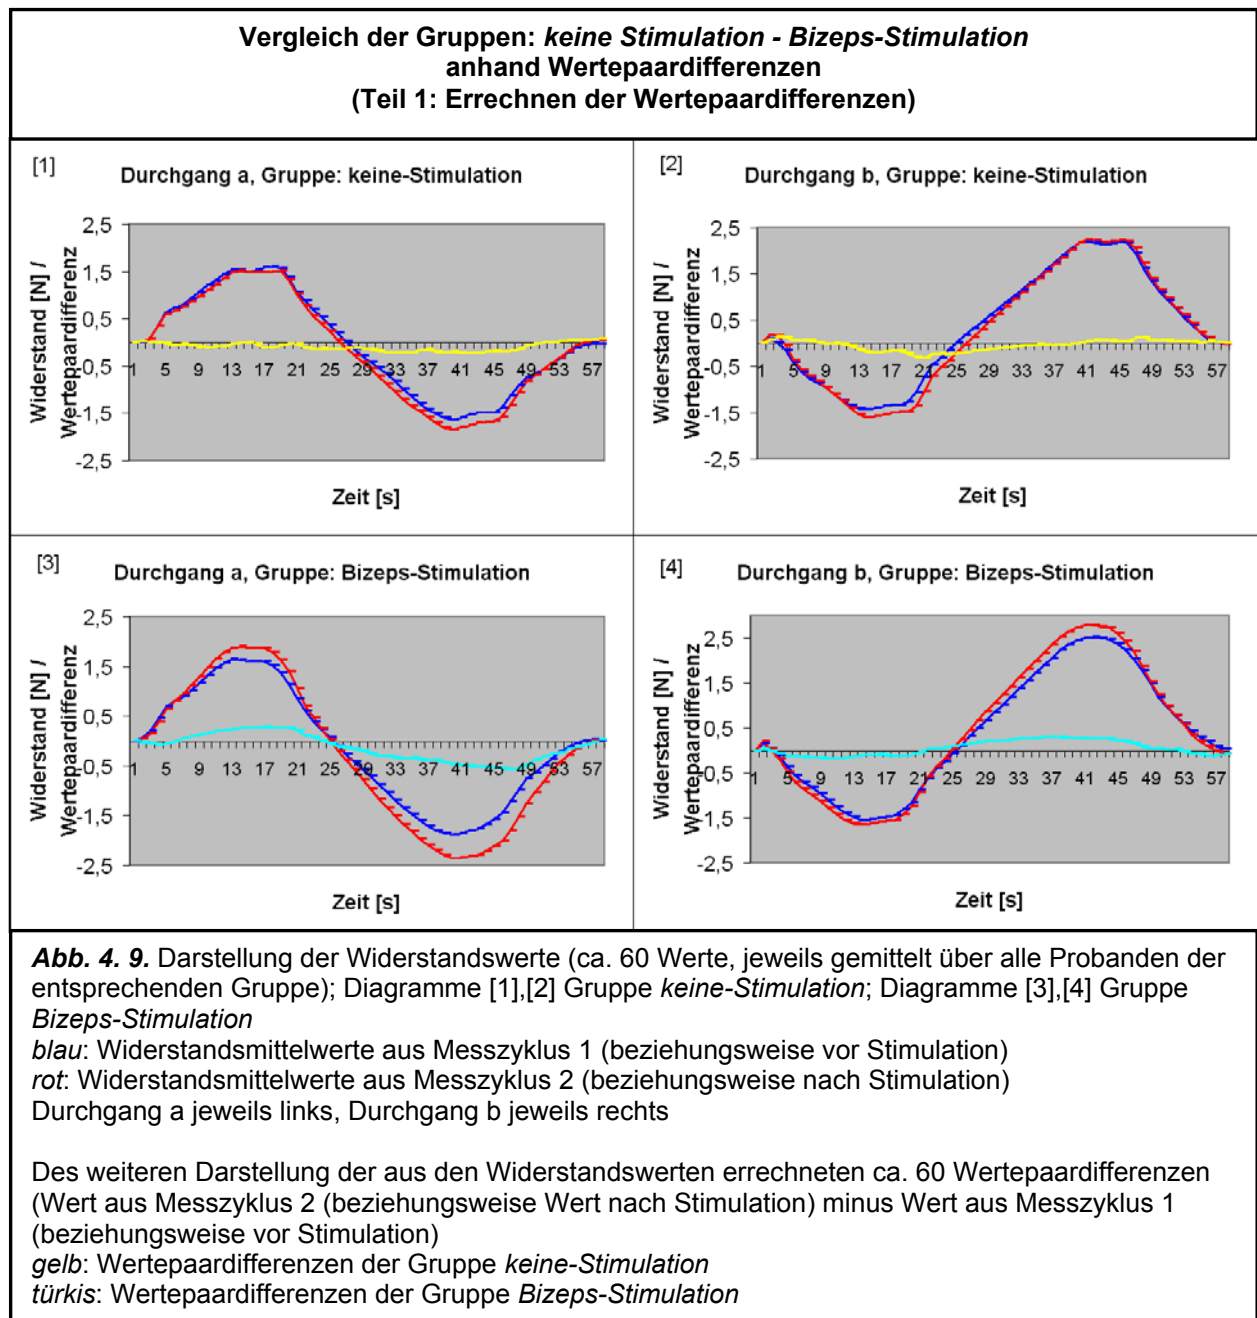 Vergleich der Gruppen: keine Stimulation - Bizeps-Stimulation
anhand Wertepaardifferenzen
(Teil 1: Errechnen der Wertepaardifferenzen)
[1]
Durchgang a, Gruppe: keine-Stimulation
Widerstand [N] /
Wertepaardifferenz
2,5
1,5
0,5
-0,5
-1,5
-2,5
1 5 9 13 17 21 25 29 33 37 41 45 49 53 57
Zeit [s]
[2]
Durchgang b, Gruppe: keine-Stimulation
Widerstand [N] /
Wertepaardifferenz
2,5
1,5
0,5
-0,5
-1,5
-2,5
1 5 9 13 17 21 25 29 33 37 41 45 49 53 57
Zeit [s]
[3]
Durchgang a, Gruppe: Bizeps-Stimulation
Widerstand [N] /
Wertepaardifferenz
2,5
1,5
0,5
-0,5
-1,5
-2,5
1 5 9 13 17 21 25 29 33 37 41 45 49 53 57
Zeit [s]
[4]
Durchgang b, Gruppe: Bizeps-Stimulation
Widerstand [N] /
Wertepaardifferenz
2,5
1,5
0,5
-0,5
-1,5
-2,5
1 5 9 13 17 21 25 29 33 37 41 45 49 53 57
Zeit [s]
Abb. 4. 9. Darstellung der Widerstandswerte (ca. 60 Werte, jeweils gemittelt über alle Probanden der
entsprechenden Gruppe); Diagramme [1],[2] Gruppe keine-Stimulation; Diagramme [3],[4] Gruppe
Bizeps-Stimulation
blau: Widerstandsmittelwerte aus Messzyklus 1 (beziehungsweise vor Stimulation)
rot: Widerstandsmittelwerte aus Messzyklus 2 (beziehungsweise nach Stimulation)
Durchgang a jeweils links, Durchgang b jeweils rechts
Des weiteren Darstellung der aus den Widerstandswerten errechneten ca. 60 Wertepaardifferenzen
(Wert aus Messzyklus 2 (beziehungsweise Wert nach Stimulation) minus Wert aus Messzyklus 1
(beziehungsweise vor Stimulation)
gelb: Wertepaardifferenzen der Gruppe keine-Stimulation
türkis: Wertepaardifferenzen der Gruppe Bizeps-Stimulation